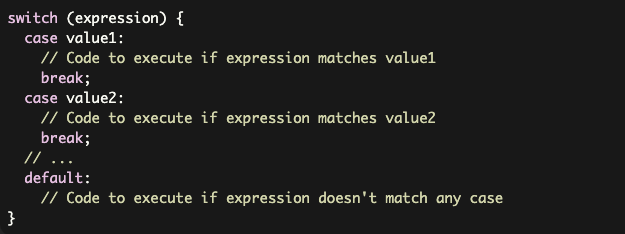 switch (expression) {
  case value1:
    // Code to execute if expression matches value1
    break;
  case value2:
    // Code to execute if expression matches value2
    break;
  // ...
  default:
    // Code to execute if expression doesn't match any case
}